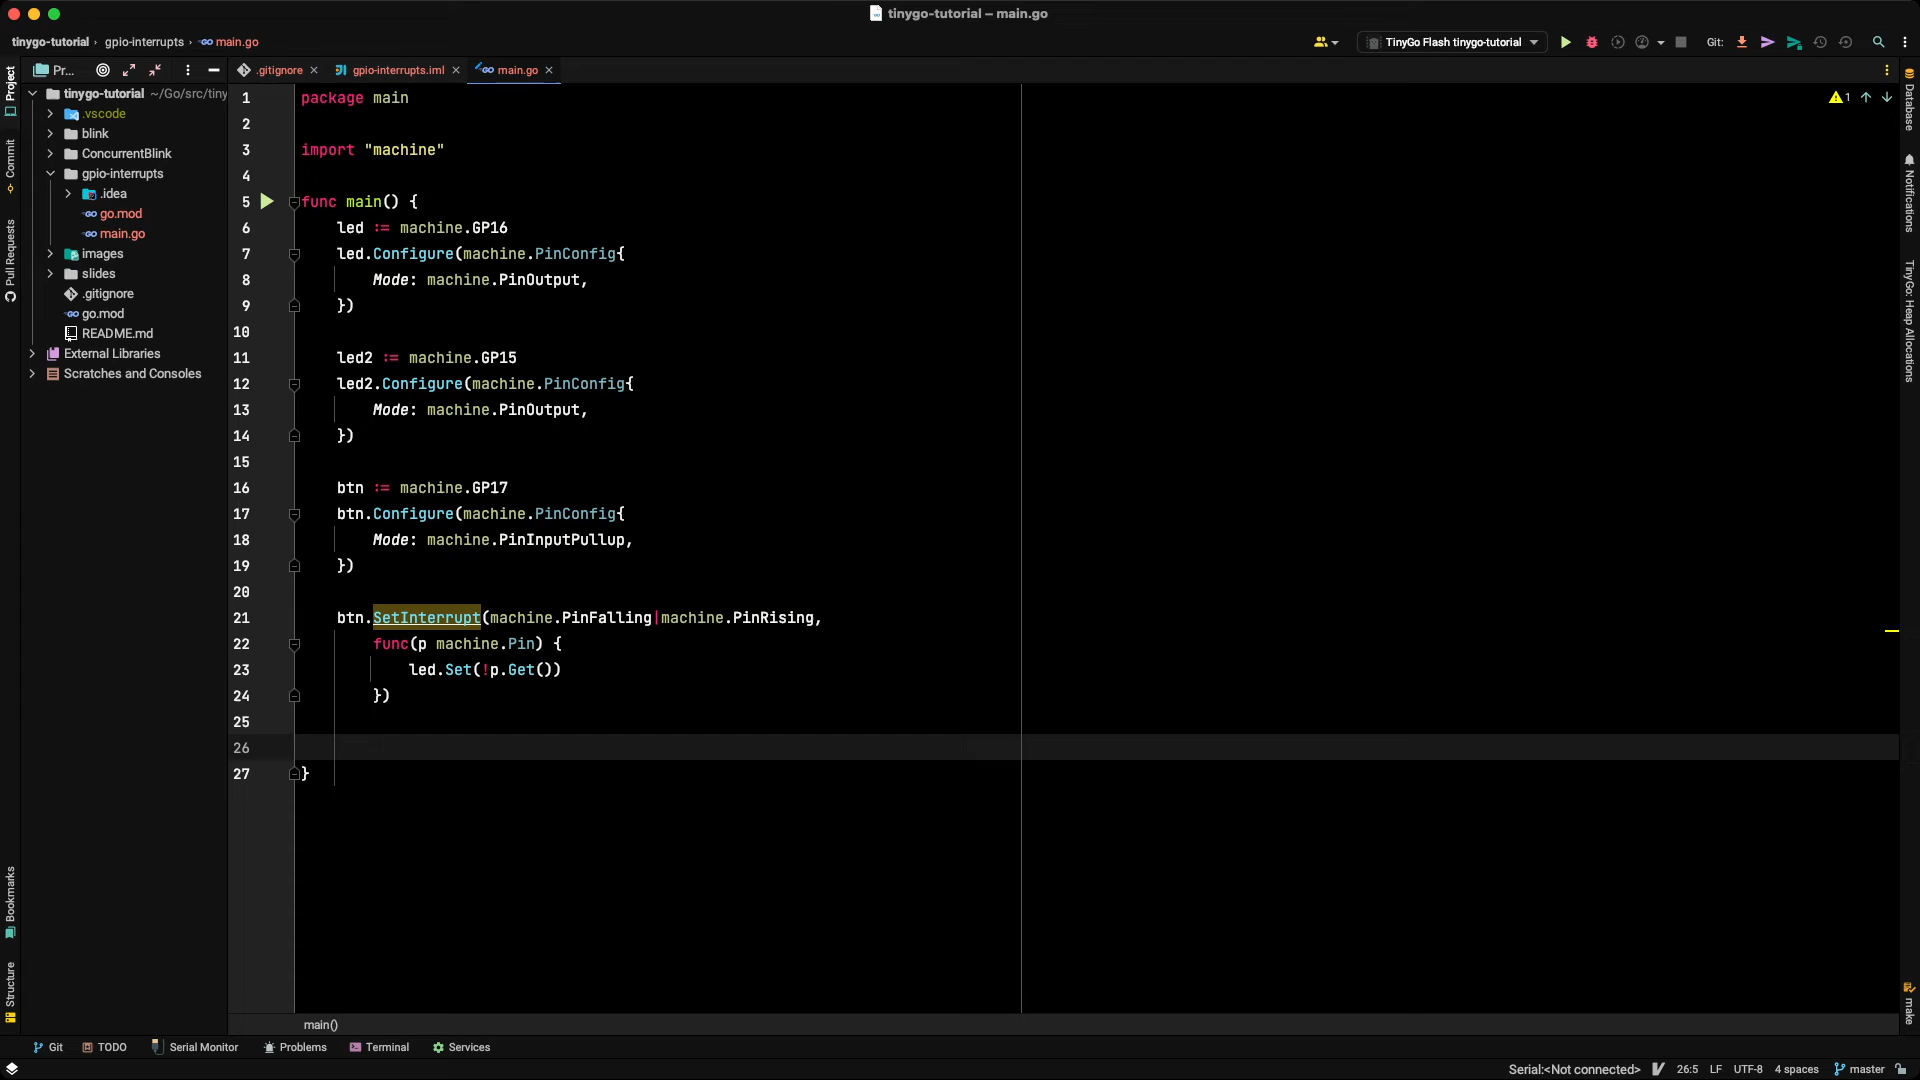 tinygo-tutorial – main.go
tinygo-tutorial › gpio-interrupts › main.go
TinyGo Flash tinygo-tutorial
Git:
Pr...
.gitignore
gpio-interrupts.iml
main.go
Project
Commit
Pull Requests
Bookmarks
Structure
tinygo-tutorial ~/Go/src/tiny
.vscode
blink
ConcurrentBlink
gpio-interrupts
.idea
go.mod
main.go
images
slides
.gitignore
go.mod
README.md
External Libraries
Scratches and Consoles
1 package main
2
3 import "machine"
4
5 func main() {
6 led := machine.GP16
7 led.Configure(machine.PinConfig{
8 Mode: machine.PinOutput,
9 })
10
11 led2 := machine.GP15
12 led2.Configure(machine.PinConfig{
13 Mode: machine.PinOutput,
14 })
15
16 btn := machine.GP17
17 btn.Configure(machine.PinConfig{
18 Mode: machine.PinInputPullup,
19 })
20
21 btn.SetInterrupt(machine.PinFalling|machine.PinRising,
22 func(p machine.Pin) {
23 led.Set(!p.Get())
24 })
25
26
27 }
1
Database
Notifications
TinyGo: Heap Allocations
make
main()
Git
TODO
Serial Monitor
Problems
Terminal
Services
Serial:<Not connected>
26:5
LF
UTF-8
4 spaces
master